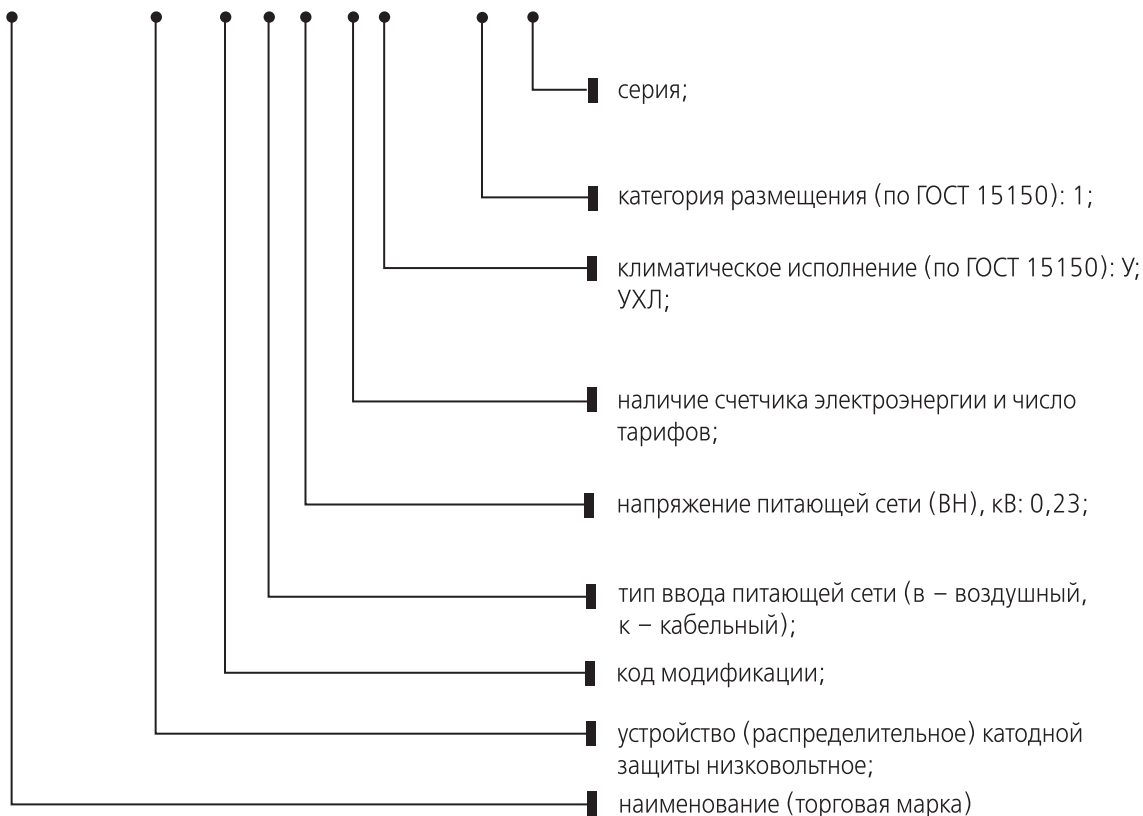 серия;
категория размещения (по ГОСТ 15150): 1;
климатическое исполнение (по ГОСТ 15150): У;
УХЛ;
наличие счетчика электроэнергии и число
тарифов;
напряжение питающей сети (ВН), кВ: 0,23;
тип ввода питающей сети (в – воздушный,
к – кабельный);
код модификации;
устройство (распределительное) катодной
защиты низковольтное;
наименование (торговая марка)